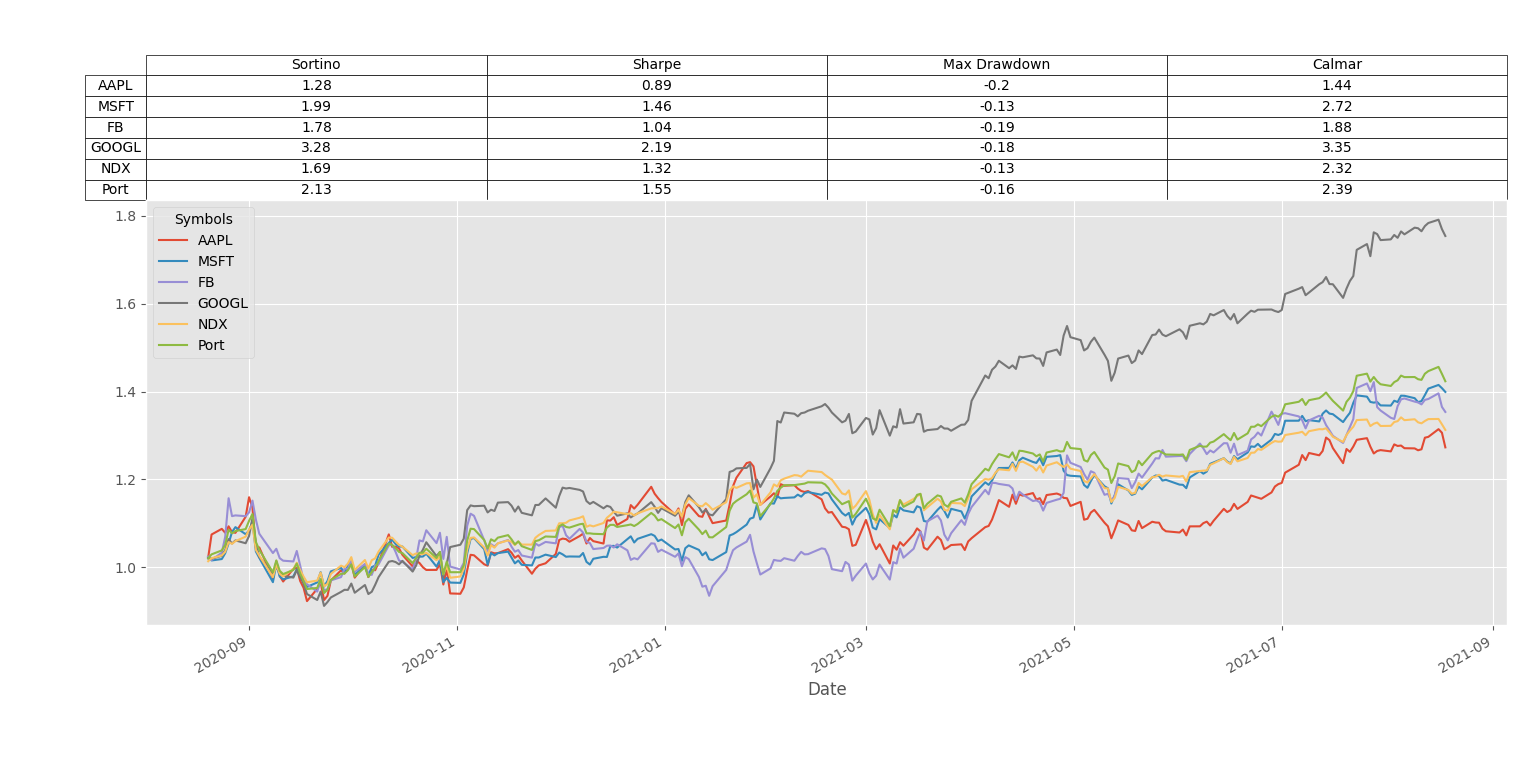 Sortino Sharpe Max Drawdown Calmar
AAPL 1.28 0.89 -0.2 1.44
MSFT 1.99 1.46 -0.13 2.72
FB 1.78 1.04 -0.19 1.88
GOOGL 3.28 2.19 -0.18 3.35
NDX 1.69 1.32 -0.13 2.32
Port 2.13 1.55 -0.16 2.39
Symbols
AAPL
MSFT
FB
GOOGL
NDX
Port
1.8
1.6
1.4
1.2
1.0
2020-09 2020-11 2021-01 2021-03 2021-05 2021-07 2021-09
Date